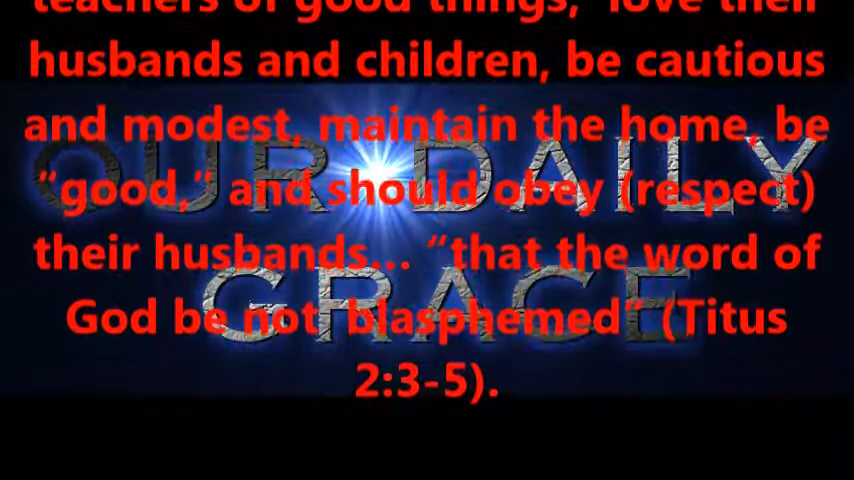 teachers of good things," love their
husbands and children, be cautious
and modest, maintain the home, be
"good," and should obey (respect)
their husbands... "that the word of
God be not blasphemed" (Titus
2:3-5).
OUR DAILY
GRACE